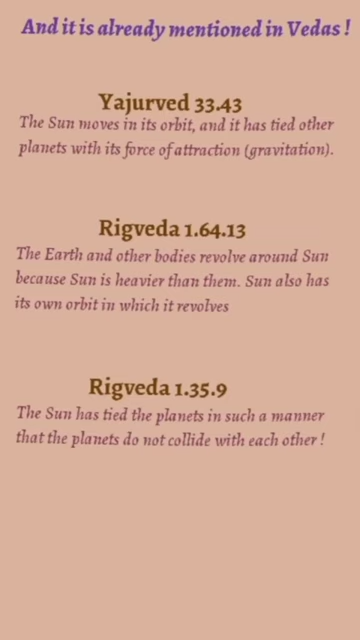 And it is already mentioned in Vedas !
Yajurved 33.43
The Sun moves in its orbit, and it has tied other
planets with its force of attraction (gravitation).
Rigveda 1.64.13
The Earth and other bodies revolve around Sun
because Sun is heavier than them. Sun also has
its own orbit in which it revolves
Rigveda 1.35.9
The Sun has tied the planets in such a manner
that the planets do not collide with each other !